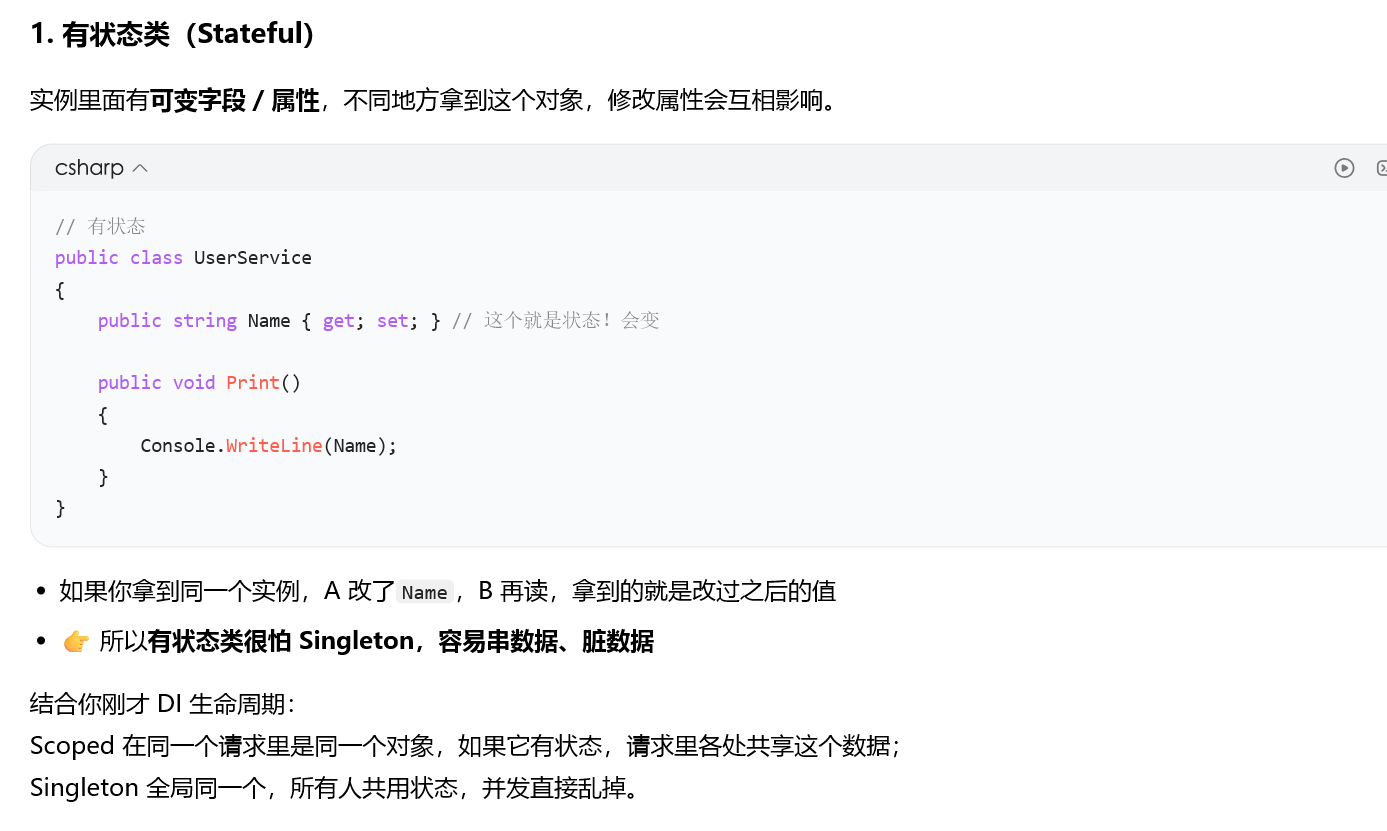 1. 有状态类（Stateful）
实例里面有可变字段 / 属性，不同地方拿到这个对象，修改属性会互相影响。
csharp
// 有状态
public class UserService
{
    public string Name { get; set; } // 这个就是状态！会变
    public void Print()
    {
        Console.WriteLine(Name);
    }
}
• 如果你拿到同一个实例，A 改了 Name，B 再读，拿到的就是改过之后的值
• 👉 所以有状态类很怕 Singleton，容易串数据、脏数据
结合你刚才 DI 生命周期：
Scoped 在同一个请求里是同一个对象，如果它有状态，请求里各处共享这个数据；
Singleton 全局同一个，所有人共用状态，并发直接乱掉。